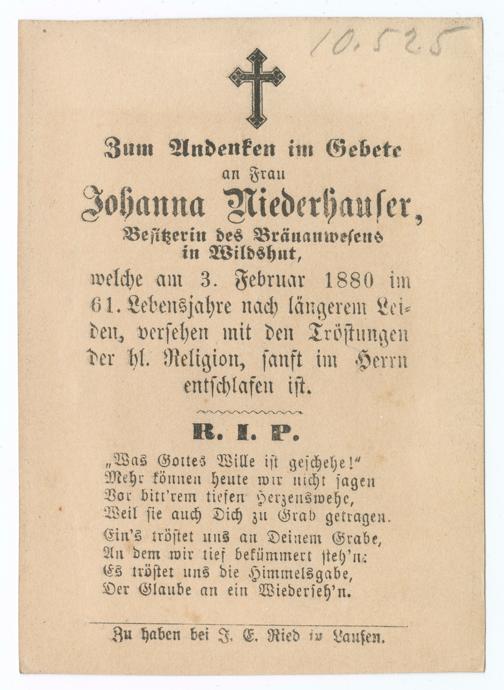 10.525
Zum Andenken im Gebete
an Frau
Johanna Niederhauser,
Besitzerin des Bräuanwesens
in Wildshut,
welche am 3. Februar 1880 im
61. Lebensjahre nach längerem Lei-
den, versehen mit den Tröstungen
der hl. Religion, sanft im Herrn
entschlafen ist.
R. I. P.
„Was Gottes Wille ist geschehe!“
Mehr können heute wir nicht sagen
Vor bitt'rem tiefen Herzenswehe,
Weil sie auch Dich zu Grab getragen.
Ein's tröstet uns an Deinem Grabe,
An dem wir tief bekümmert steh'n:
Es tröstet uns die Himmelsgabe,
Der Glaube an ein Wiederseh'n.
Zu haben bei J. E. Ried in Laufen.